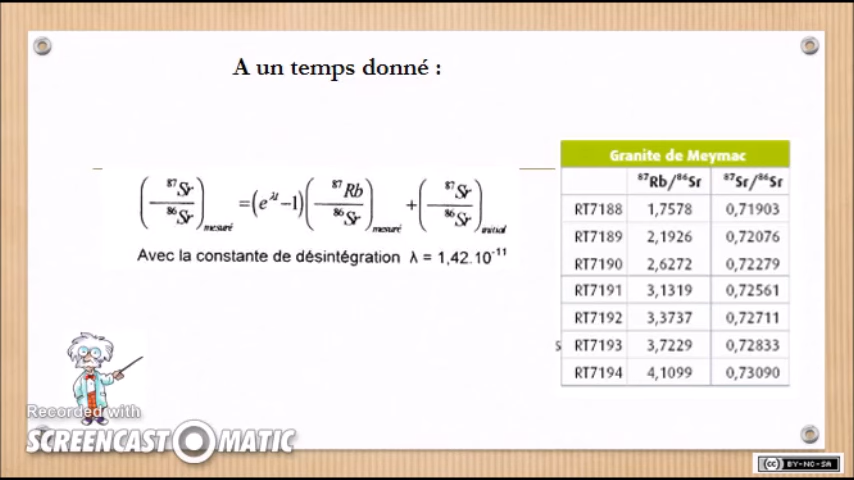 A un temps donné :
(⁸⁷Sr/⁸⁶Sr)mesuré =(e^λt−1)(⁸⁷Rb/⁸⁶Sr)mesuré +(⁸⁷Sr/⁸⁶Sr)initial
Avec la constante de désintégration λ = 1,42.10⁻¹¹
Granite de Meymac
⁸⁷Rb/⁸⁶Sr ⁸⁷Sr/⁸⁶Sr
RT7188 1,7578 0,71903
RT7189 2,1926 0,72076
RT7190 2,6272 0,72279
RT7191 3,1319 0,72561
RT7192 3,3737 0,72711
s RT7193 3,7229 0,72833
RT7194 4,1099 0,73090
Recorded with
SCREENCAST MATIC
cc BY-NC-SA